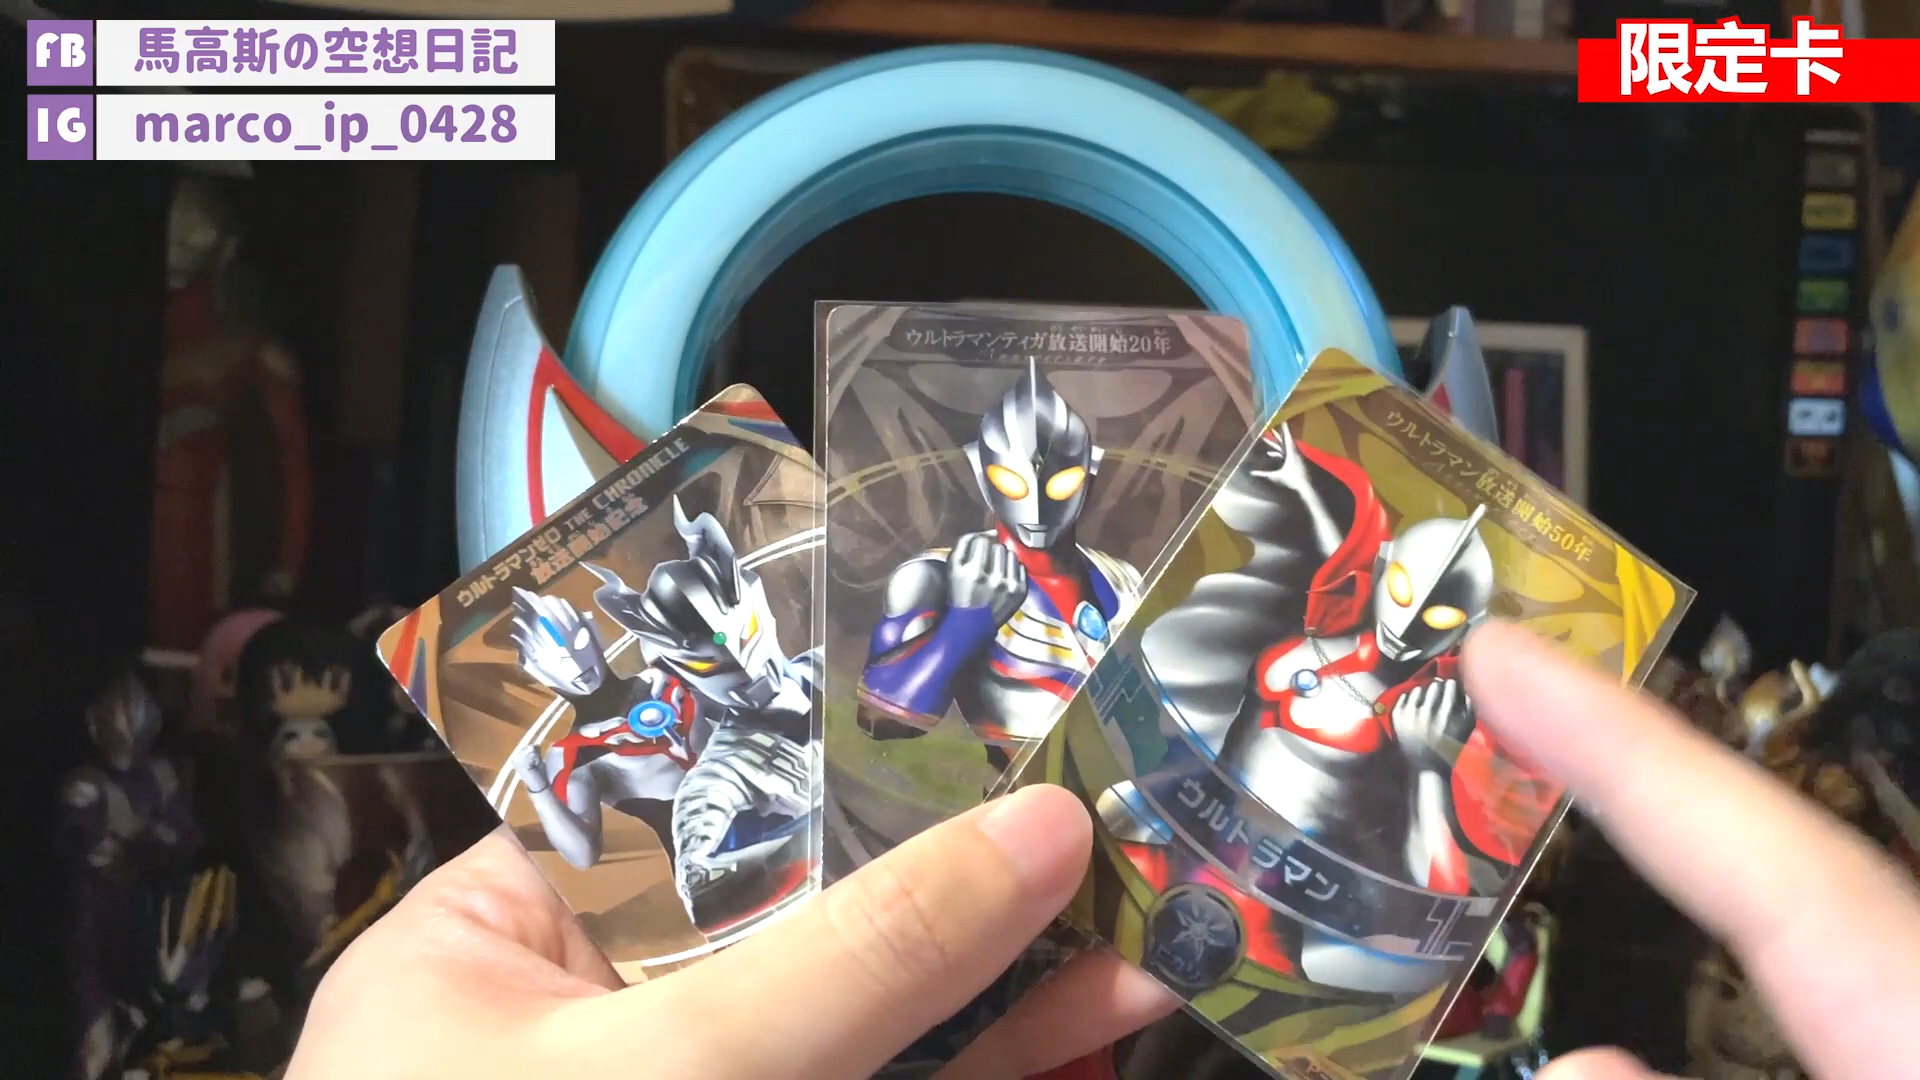 FB 馬高斯の空想日記
IG marco_ip_0428
限定卡
ウルトラマンゼロ THE CHRONICLE
放送開始記念
ウルトラマンティガ放送開始20年
ウルトラマン放送開始50年
ウルトラマン